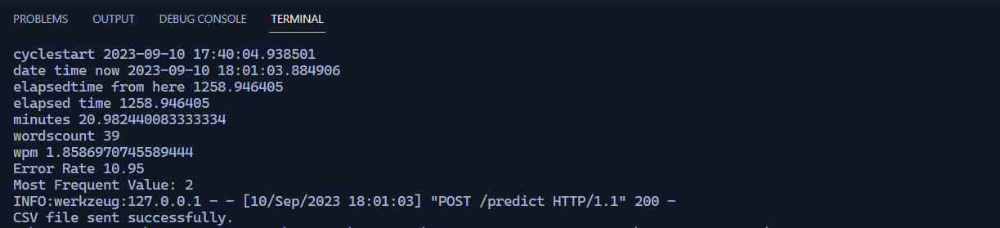 PROBLEMS OUTPUT DEBUG CONSOLE TERMINAL
cyclestart 2023-09-10 17:40:04.938501
date time now 2023-09-10 18:01:03.884906
elapsedtime from here 1258.946405
elapsed time 1258.946405
minutes 20.982440083333334
wordscount 39
wpm 1.8586970745589444
Error Rate 10.95
Most Frequent Value: 2
INFO:werkzeug:127.0.0.1 - - [10/Sep/2023 18:01:03] "POST /predict HTTP/1.1" 200 -
CSV file sent successfully.